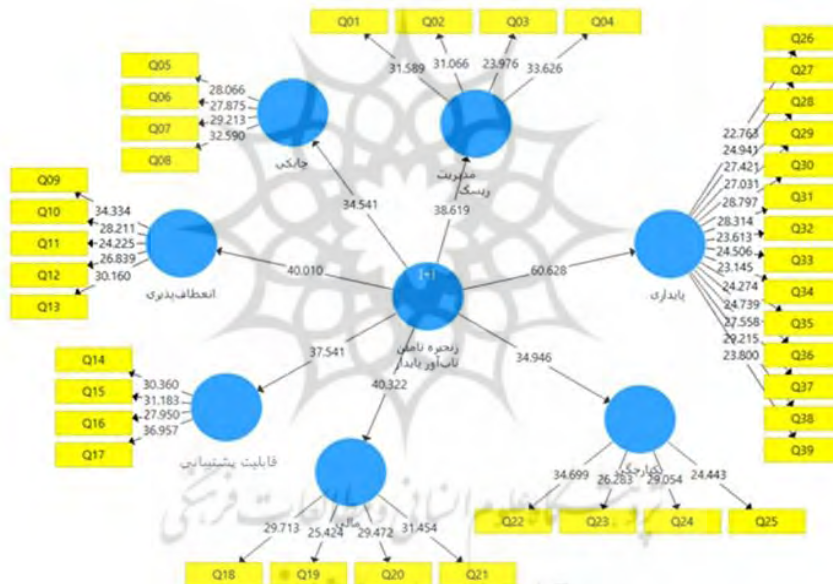 Q01
Q02
Q03
Q04
31.589
31.066
23.976
33.626
Q05
Q06
Q07
Q08
28.066
27.875
29.213
32.590
چابکی
مدیریت
ریسک
34.541
38.619
Q09
Q10
Q11
Q12
Q13
34.334
28.211
24.225
26.839
30.160
انعطاف‌پذیری
40.010
[+]
زنجیره تامین
تاب‌آور پایدار
60.628
پایداری
22.763
24.941
27.421
27.031
28.797
28.314
23.613
24.506
23.145
24.274
24.739
27.558
29.215
23.800
Q26
Q27
Q28
Q29
Q30
Q31
Q32
Q33
Q34
Q35
Q36
Q37
Q38
Q39
37.541
40.322
34.946
Q14
Q15
Q16
Q17
30.360
31.183
27.950
36.957
قابلیت پشتیبانی
یکپارچگی
34.699
26.283
29.054
24.443
Q22
Q23
Q24
Q25
مالی
29.713
25.424
29.472
31.454
Q18
Q19
Q20
Q21
پژوهشگاه علوم انسانی و مطالعات فرهنگی